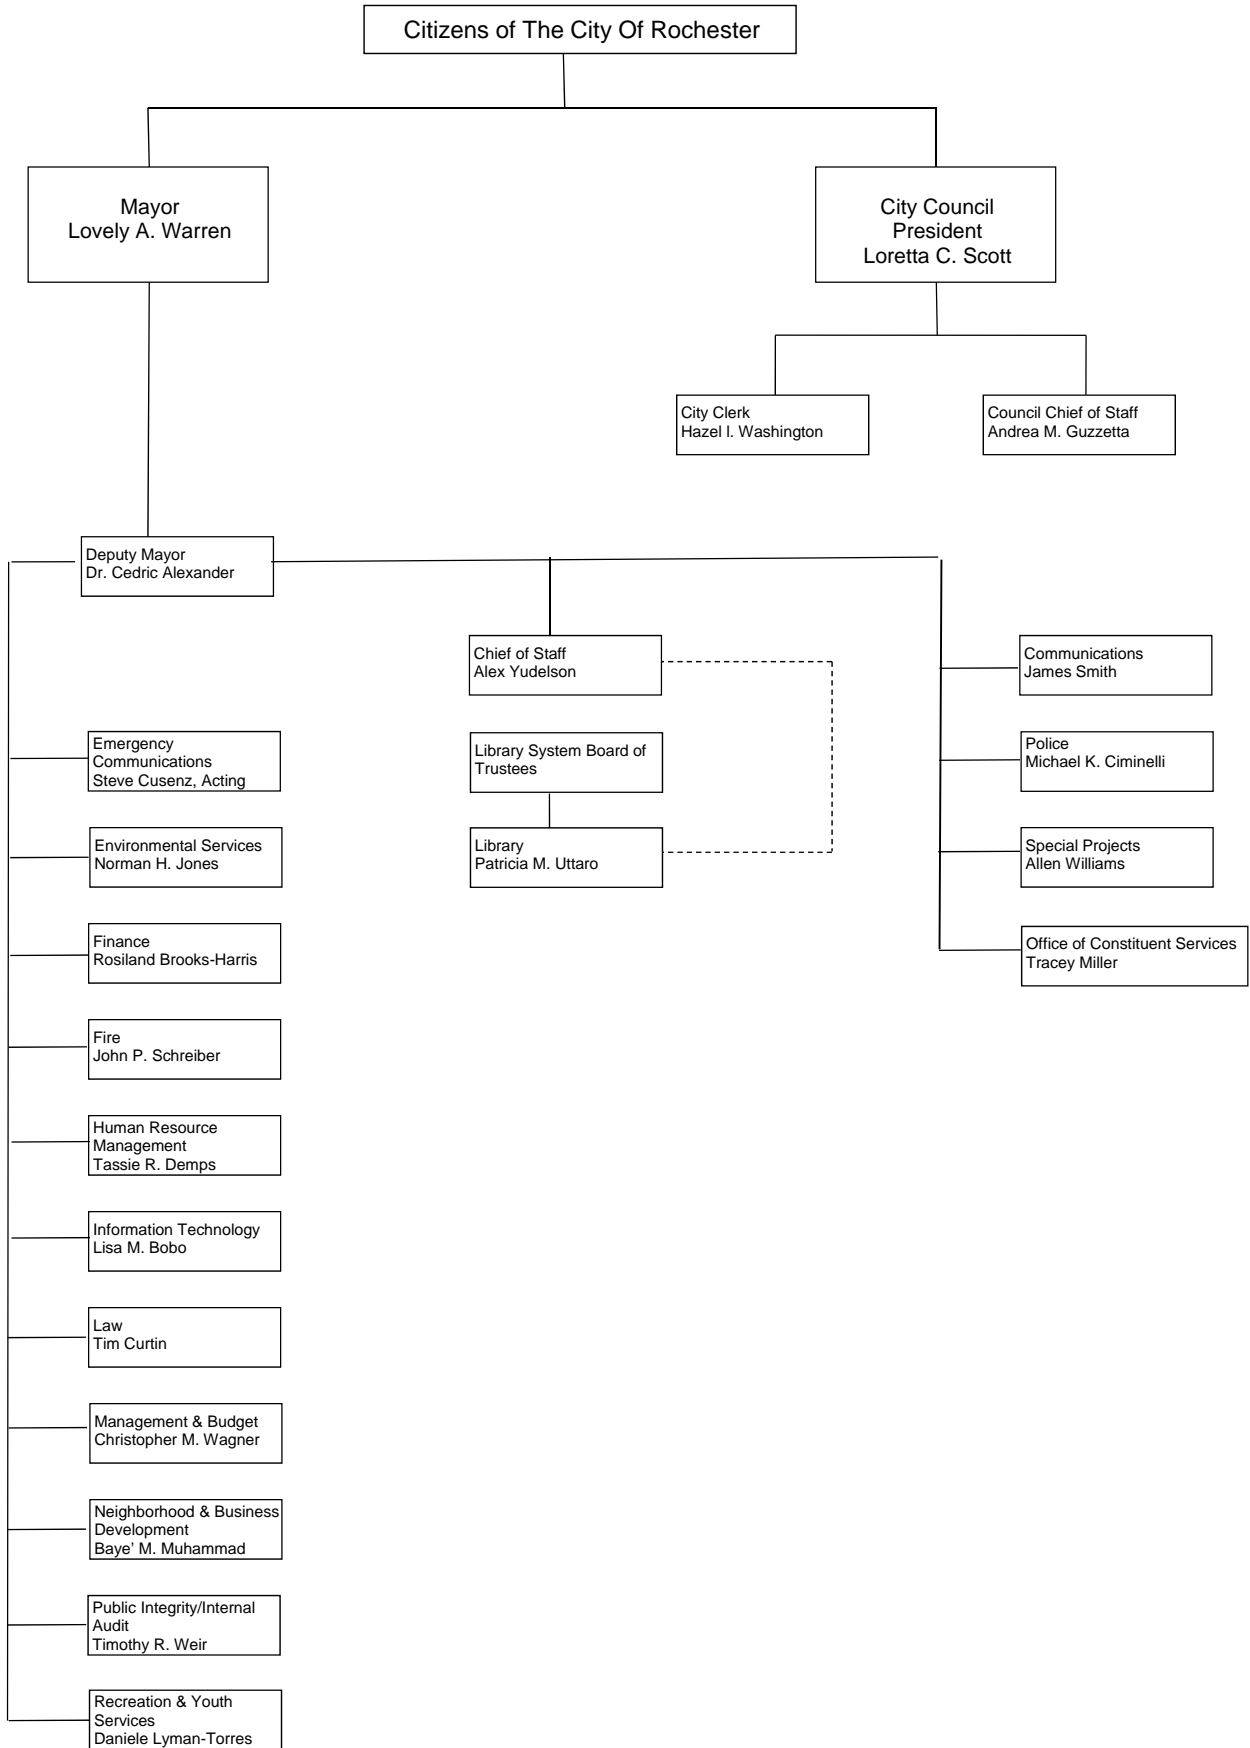 Citizens of The City Of Rochester
Mayor
Lovely A. Warren
City Council
President
Loretta C. Scott
City Clerk
Hazel I. Washington
Council Chief of Staff
Andrea M. Guzzetta
Deputy Mayor
Dr. Cedric Alexander
Emergency
Communications
Steve Cusenz, Acting
Environmental Services
Norman H. Jones
Finance
Rosiland Brooks-Harris
Fire
John P. Schreiber
Human Resource
Management
Tassie R. Demps
Information Technology
Lisa M. Bobo
Law
Tim Curtin
Management & Budget
Christopher M. Wagner
Neighborhood & Business
Development
Baye’ M. Muhammad
Public Integrity/Internal
Audit
Timothy R. Weir
Recreation & Youth
Services
Daniele Lyman-Torres
Chief of Staff
Alex Yudelson
Library System Board of
Trustees
Library
Patricia M. Uttaro
Communications
James Smith
Police
Michael K. Ciminelli
Special Projects
Allen Williams
Office of Constituent Services
Tracey Miller